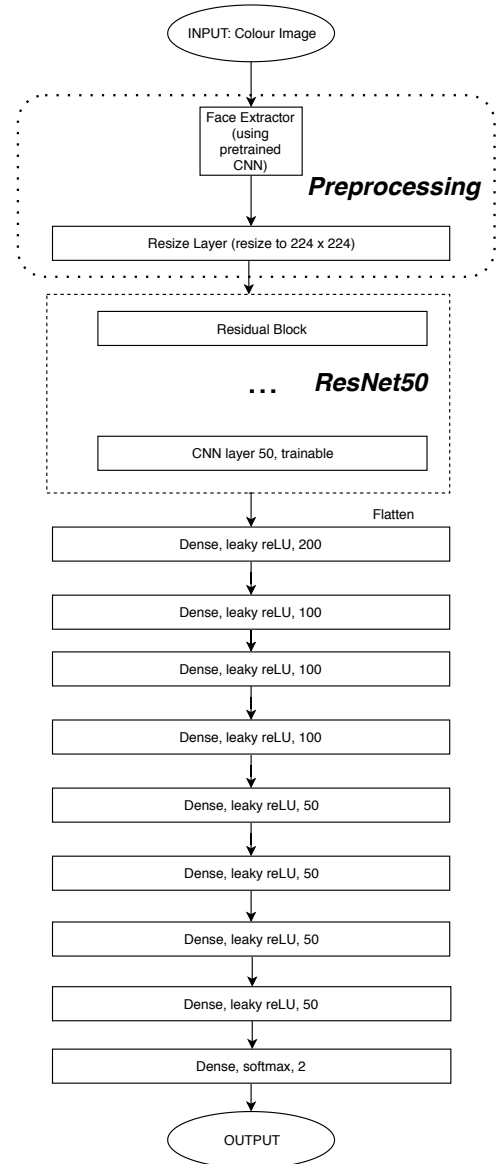 INPUT: Colour Image
Face Extractor
(using
pretrained
CNN)
Preprocessing
Resize Layer (resize to 224 x 224)
Residual Block
...
ResNet50
CNN layer 50, trainable
Flatten
Dense, leaky reLU, 200
Dense, leaky reLU, 100
Dense, leaky reLU, 100
Dense, leaky reLU, 100
Dense, leaky reLU, 50
Dense, leaky reLU, 50
Dense, leaky reLU, 50
Dense, leaky reLU, 50
Dense, softmax, 2
OUTPUT